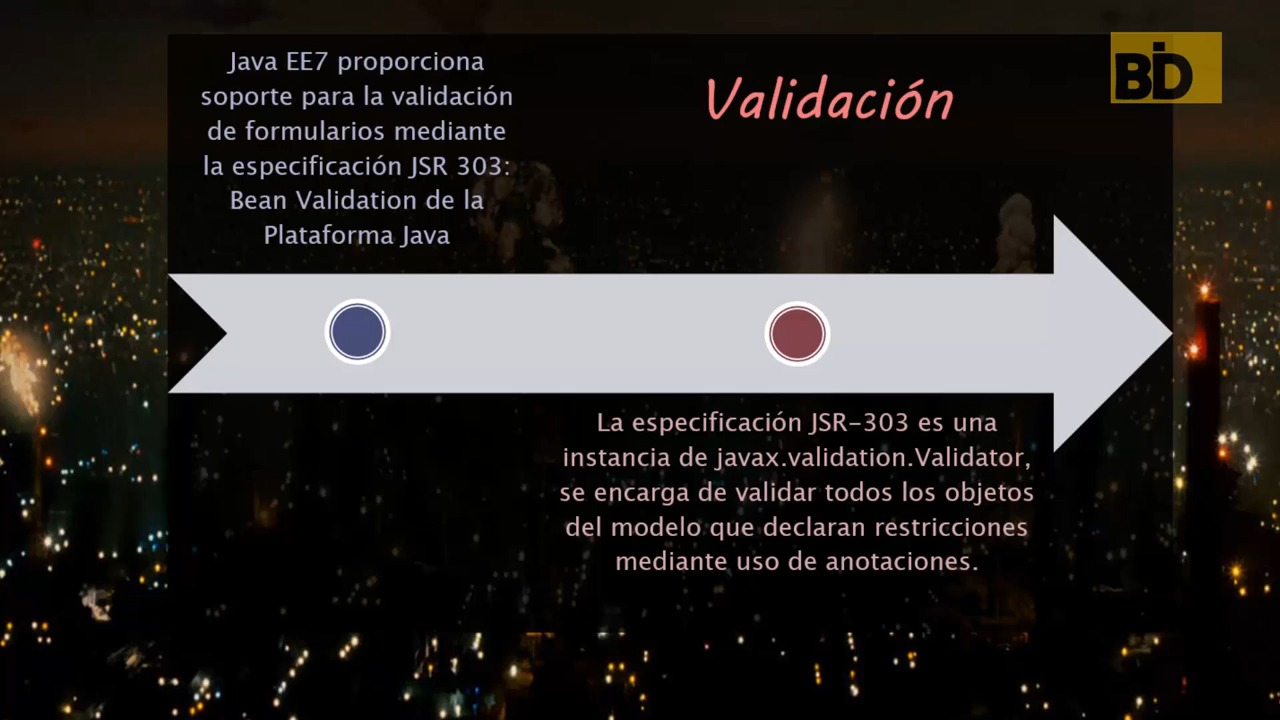 Java EE7 proporciona
soporte para la validación
de formularios mediante
la especificación JSR 303:
Bean Validation de la
Plataforma Java
Validación
BID
La especificación JSR-303 es una
instancia de javax.validation.Validator,
se encarga de validar todos los objetos
del modelo que declaran restricciones
mediante uso de anotaciones.